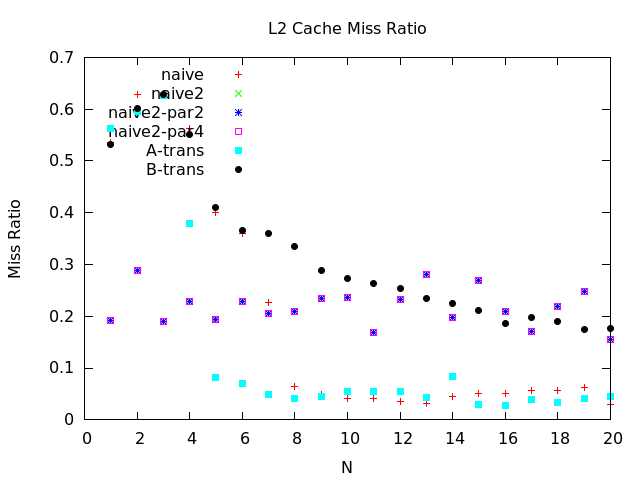 L2 Cache Miss Ratio
0.7
0.6
0.5
0.4
0.3
0.2
0.1
0
Miss Ratio
naive
naive2
naive2-par2
naive2-par4
A-trans
B-trans
0 2 4 6 8 10 12 14 16 18 20
N